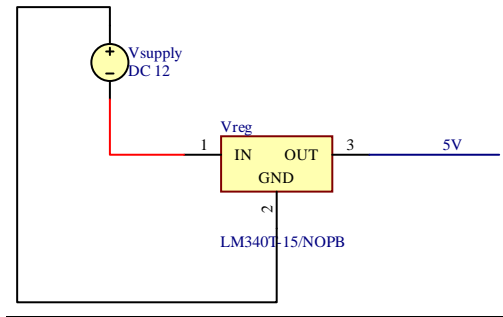 +
Vsupply
−
DC 12
Vreg
1
IN
OUT
3
5V
GND
2
LM340T-15/NOPB